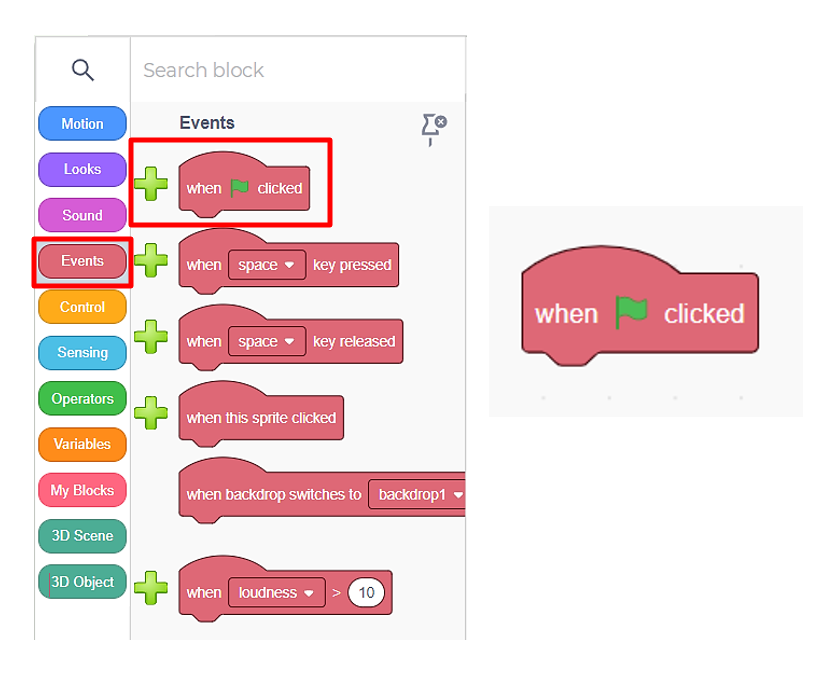 Search block
Motion
Looks
Sound
Events
Control
Sensing
Operators
Variables
My Blocks
3D Scene
3D Object
Events
when clicked
when space key pressed
when space key released
when this sprite clicked
when backdrop switches to backdrop1
when loudness > 10
when clicked